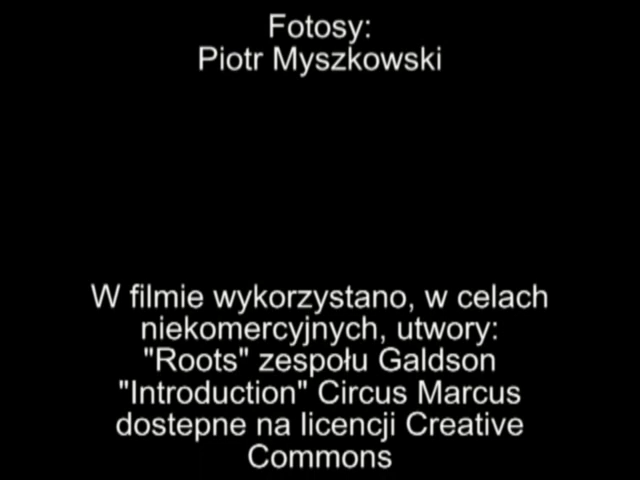 Fotosy:
Piotr Myszkowski
W filmie wykorzystano, w celach
niekomercyjnych, utwory:
"Roots" zespołu Galdson
"Introduction" Circus Marcus
dostepne na licencji Creative
Commons